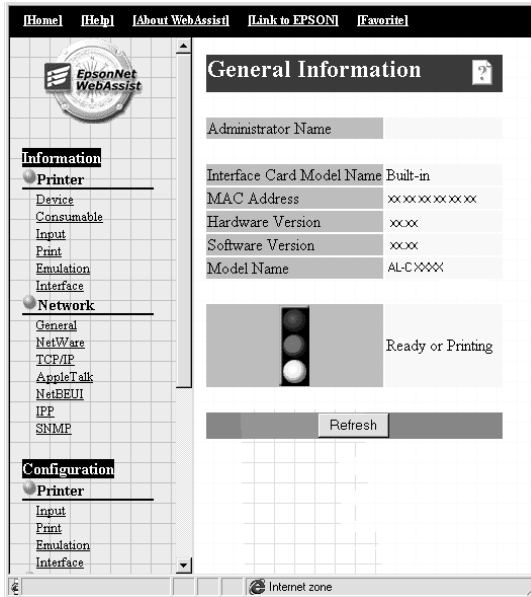 [Home] [Help] [About WebAssist] [Link to EPSON] [Favorite]
EpsonNet
WebAssist
Information
Printer
Device
Consumable
Input
Print
Emulation
Interface
Network
General
NetWare
TCP/IP
AppleTalk
NetBEUI
IPP
SNMP
Configuration
Printer
Input
Print
Emulation
Interface
General Information ?
Administrator Name
Interface Card Model Name Built-in
MAC Address xx xx xx xx xx xx
Hardware Version xx.xx
Software Version xx.xx
Model Name AL-CXXXX
Ready or Printing
Refresh
Internet zone